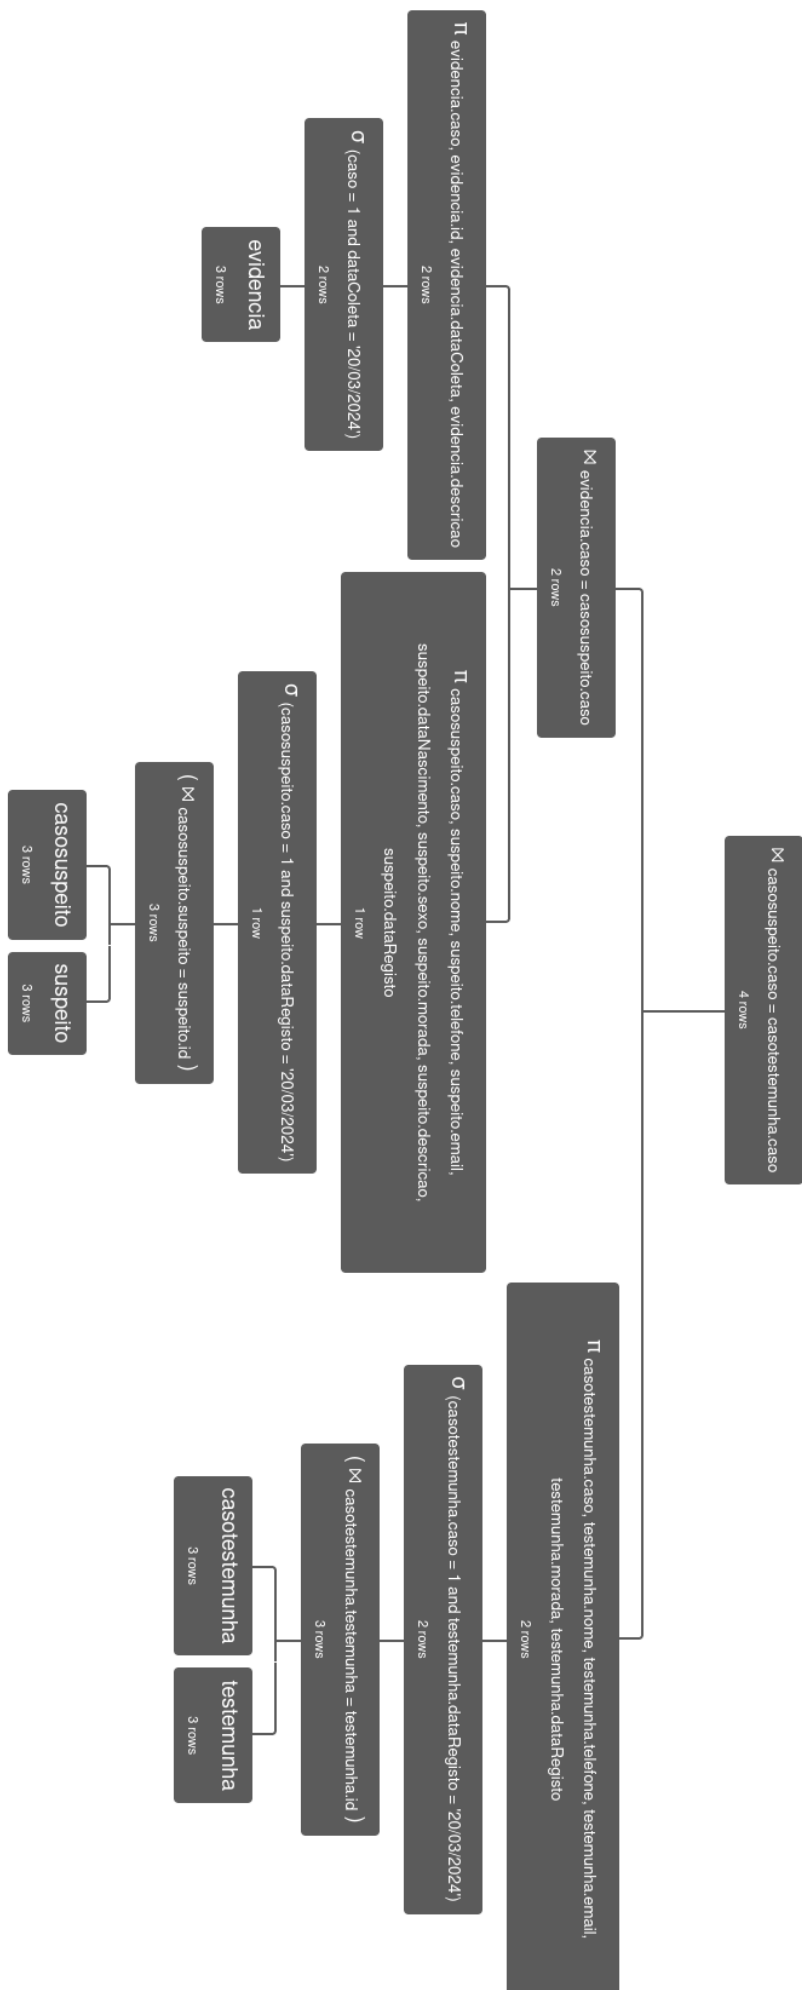 ⋈ casosuspeito.caso = casotestemunha.caso
4 rows
⋈ evidencia.caso = casosuspeito.caso
2 rows
π evidencia.caso, evidencia.id, evidencia.dataColeta, evidencia.descricao
2 rows
σ (caso = 1 and dataColeta = '20/03/2024')
2 rows
evidencia
3 rows
π casosuspeito.caso, suspeito.nome, suspeito.telefone, suspeito.email,
suspeito.dataNascimento, suspeito.sexo, suspeito.morada, suspeito.descricao,
suspeito.dataRegisto
1 row
σ (casosuspeito.caso = 1 and suspeito.dataRegisto = '20/03/2024')
1 row
( ⋈ casosuspeito.suspeito = suspeito.id )
3 rows
casosuspeito
3 rows
suspeito
3 rows
π casotestemunha.caso, testemunha.nome, testemunha.telefone, testemunha.email,
testemunha.morada, testemunha.dataRegisto
2 rows
σ (casotestemunha.caso = 1 and testemunha.dataRegisto = '20/03/2024')
2 rows
( ⋈ casotestemunha.testemunha = testemunha.id )
3 rows
casotestemunha
3 rows
testemunha
3 rows